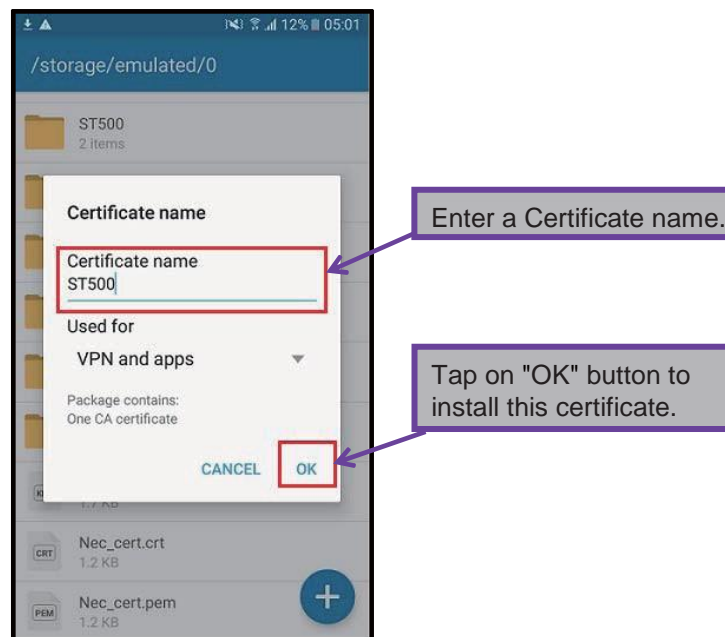 12% 05:01
/storage/emulated/0
ST500
2 items
Certificate name
Certificate name
ST500
Used for
VPN and apps
Package contains:
One CA certificate
CANCEL OK
1.7 KB
CRT
Nec_cert.crt
1.2 KB
PEM
Nec_cert.pem
1.2 KB
+
Enter a Certificate name.
Tap on "OK" button to
install this certificate.